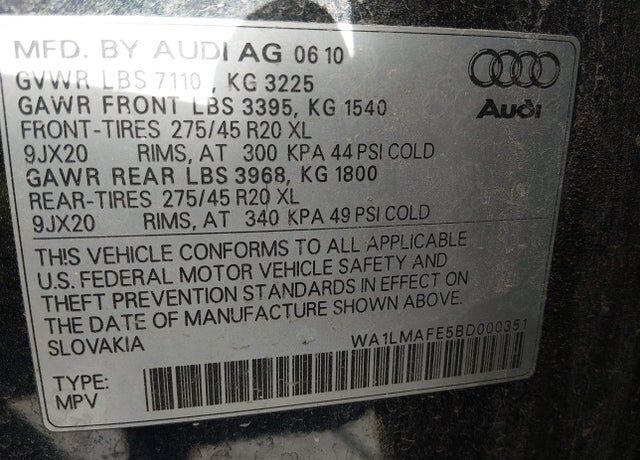 MFD. BY AUDI AG 06 10
GVWR LBS 7110 , KG 3225
GAWR FRONT LBS 3395, KG 1540
FRONT-TIRES 275/45 R20 XL
9JX20 RIMS, AT 300 KPA 44 PSI COLD
GAWR REAR LBS 3968, KG 1800
REAR-TIRES 275/45 R20 XL
9JX20 RIMS, AT 340 KPA 49 PSI COLD
Audi
THIS VEHICLE CONFORMS TO ALL APPLICABLE
U.S. FEDERAL MOTOR VEHICLE SAFETY AND
THEFT PREVENTION STANDARDS IN EFFECT ON
THE DATE OF MANUFACTURE SHOWN ABOVE.
SLOVAKIA WA1LMAFE5BD000351
TYPE:
MPV